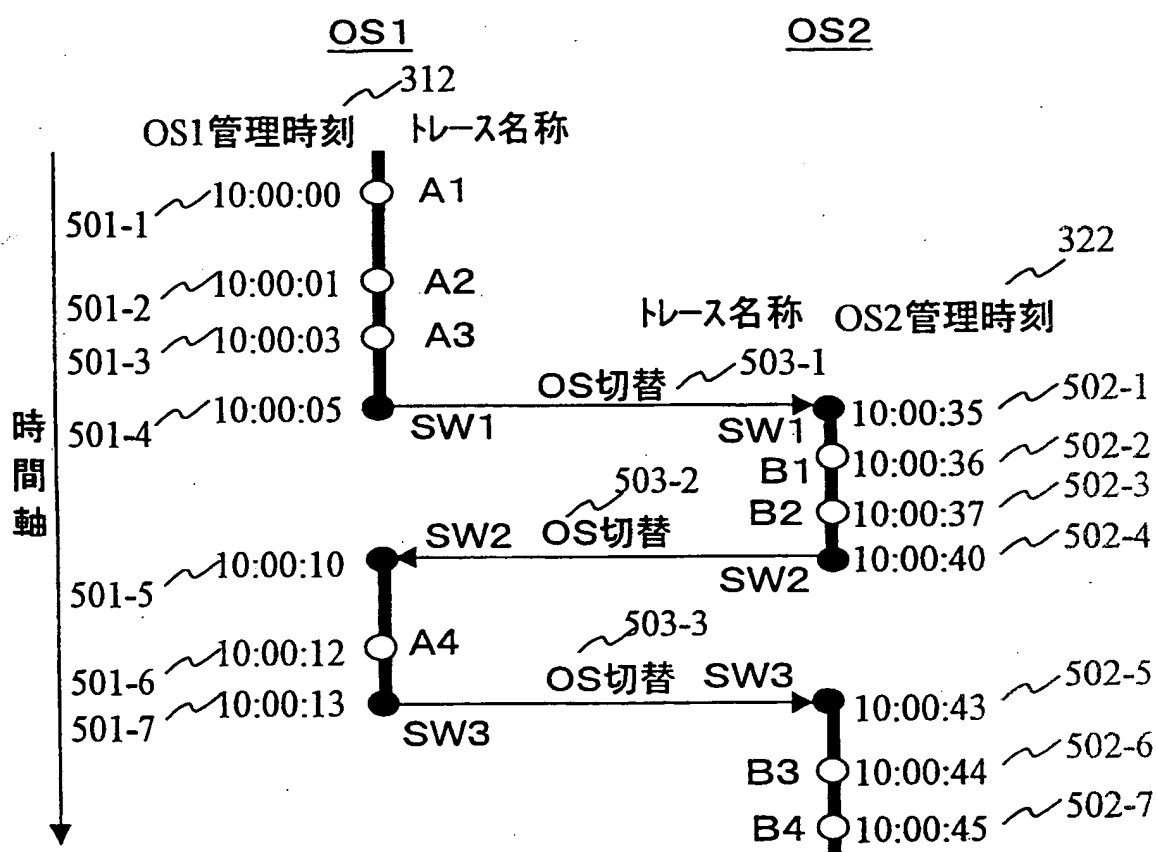 OS1 OS2
312
OS1管理時刻 トレース名称
501-1 10:00:00 A1
322
501-2 10:00:01 A2
トレース名称 OS2管理時刻
501-3 10:00:03 A3
OS切替 503-1
501-4 10:00:05 SW1 SW1 10:00:35 502-1
時間軸
B1 10:00:36 502-2
503-2
B2 10:00:37 502-3
SW2 OS切替
501-5 10:00:10 SW2 10:00:40 502-4
503-3
501-6 10:00:12 A4
OS切替 SW3
501-7 10:00:13 SW3 10:00:43 502-5
B3 10:00:44 502-6
B4 10:00:45 502-7